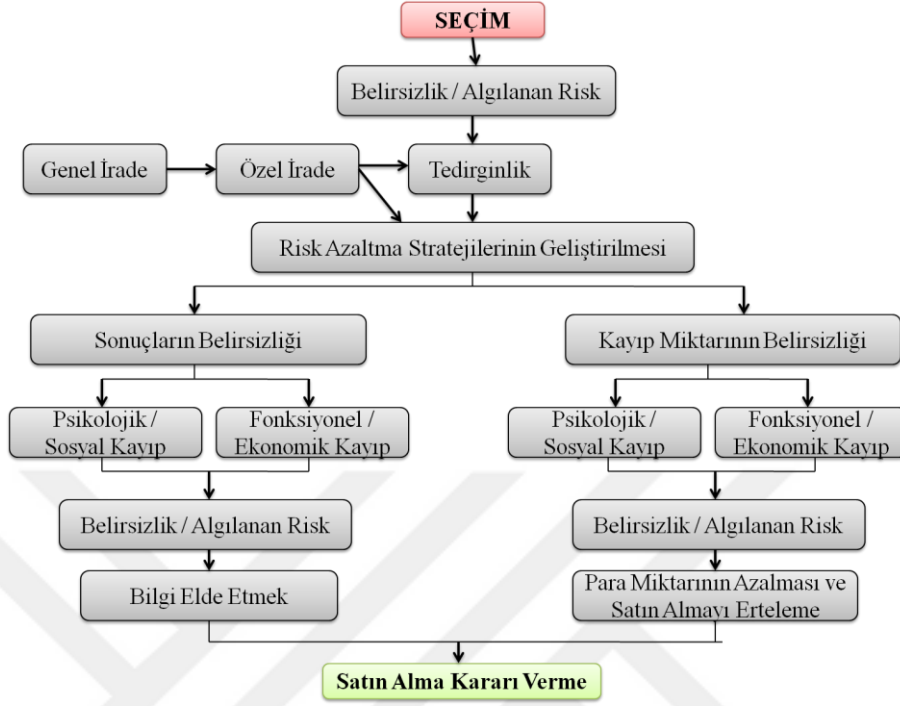 SEÇİM
Belirsizlik / Algılanan Risk
Genel İrade
Özel İrade
Tedirginlik
Risk Azaltma Stratejilerinin Geliştirilmesi
Sonuçların Belirsizliği
Kayıp Miktarının Belirsizliği
Psikolojik /
Sosyal Kayıp
Fonksiyonel /
Ekonomik Kayıp
Psikolojik /
Sosyal Kayıp
Fonksiyonel /
Ekonomik Kayıp
Belirsizlik / Algılanan Risk
Belirsizlik / Algılanan Risk
Bilgi Elde Etmek
Para Miktarının Azalması ve
Satın Almayı Erteleme
Satın Alma Kararı Verme